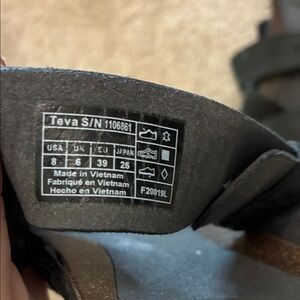 Teva S/N 1106861
USA UK EU JAPAN
8 6 39 25
Made in Vietnam
Fabriqué en Vietnam
Hecho en Vietnam
F20019L